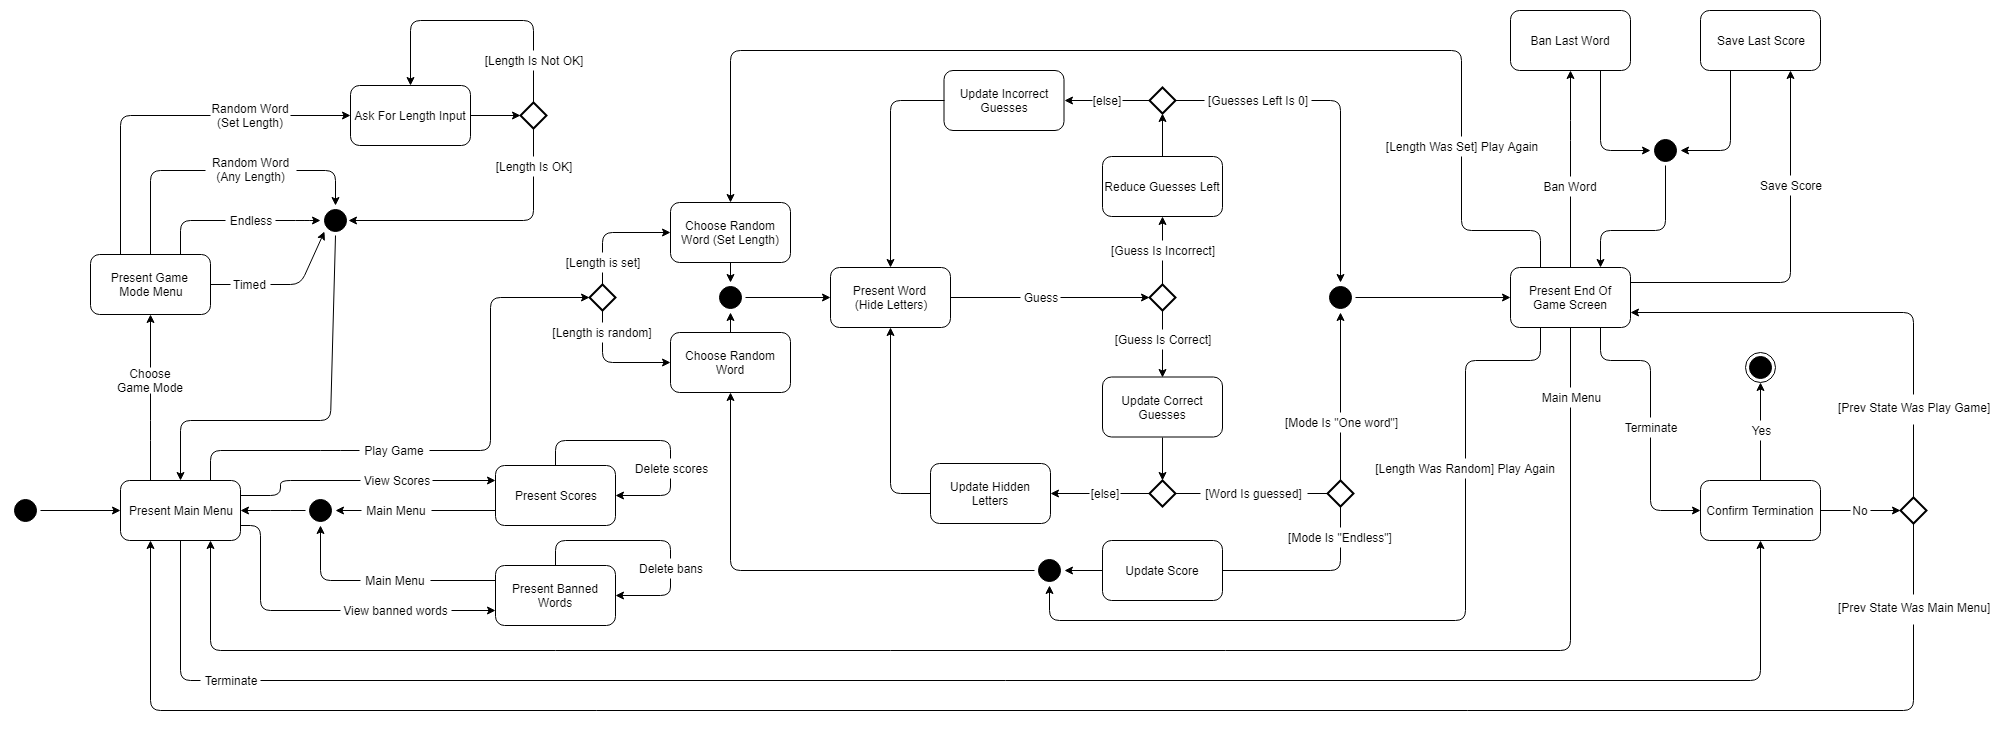 Ban Last Word
Save Last Score
[Length Is Not OK]
Random Word
(Set Length)
Ask For Length Input
[Length Is OK]
Random Word
(Any Length)
Endless
Present Game
Mode Menu
Timed
Choose
Game Mode
Update Incorrect
Guesses
[else]
[Guesses Left Is 0]
[Length Was Set] Play Again
Reduce Guesses Left
Ban Word
Save Score
Choose Random
Word (Set Length)
[Length is set]
[Length is random]
Choose Random
Word
Present Word
(Hide Letters)
Guess
[Guess Is Incorrect]
[Guess Is Correct]
Present End Of
Game Screen
Update Correct
Guesses
[Mode Is "One word"]
Main Menu
Terminate
Yes
[Prev State Was Play Game]
Play Game
View Scores
Present Scores
Delete scores
Present Main Menu
Main Menu
Update Hidden
Letters
[else]
[Word Is guessed]
[Length Was Random] Play Again
Confirm Termination
No
[Mode Is "Endless"]
Update Score
Main Menu
View banned words
Present Banned
Words
Delete bans
[Prev State Was Main Menu]
Terminate